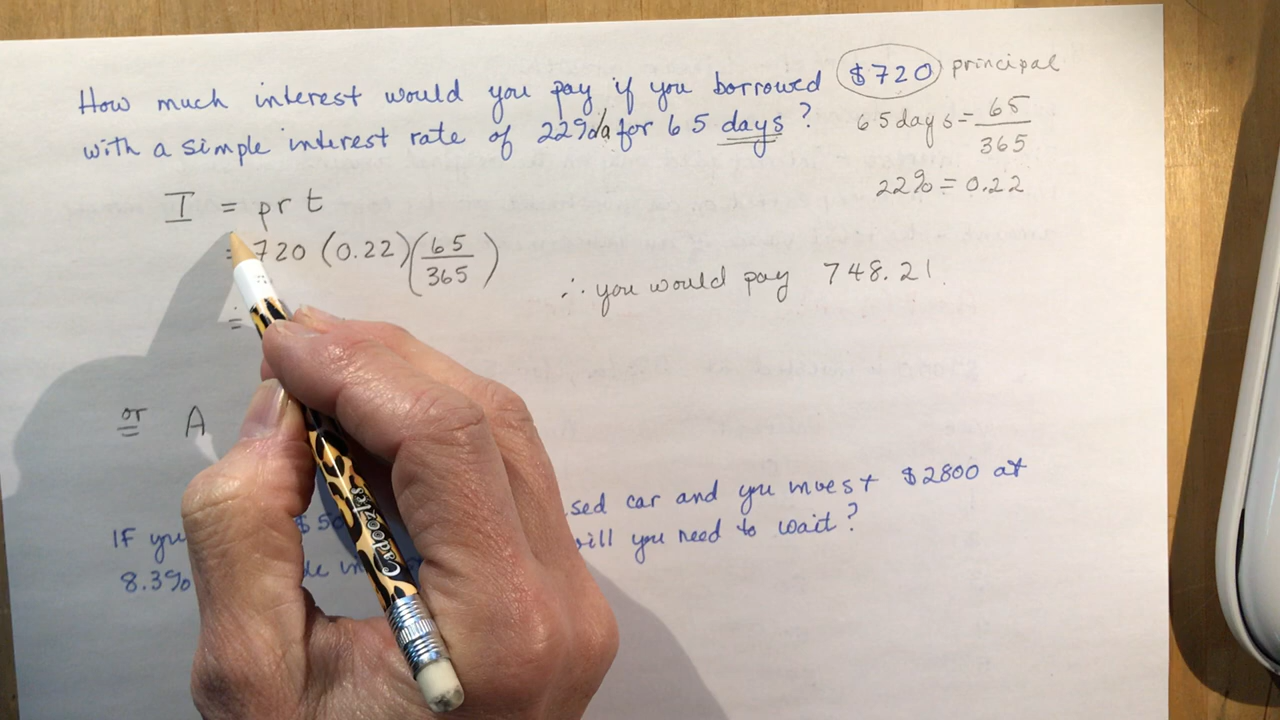 How much interest would you pay if you borrowed $720 principal
with a simple interest rate of 22% /a for 65 days?
65 days = 65/365
22% = 0.22
I = prt
= 720 (0.22)(65/365)
∴ you would pay 748.21.
or A
sed car and you invest $2800 at
IF you $50 will you need to wait?
8.3%
Cadoozles